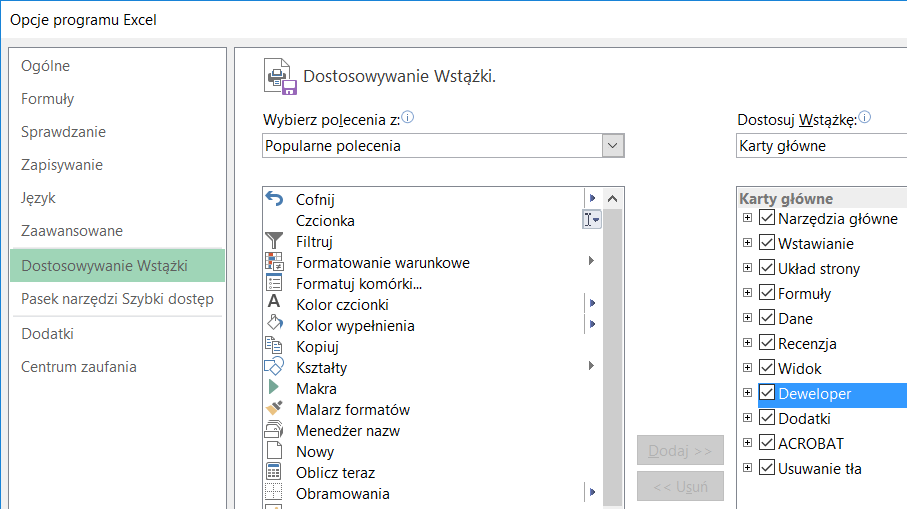 Opcje programu Excel
Ogólne
Formuły
Sprawdzanie
Zapisywanie
Język
Zaawansowane
Dostosowywanie Wstążki
Pasek narzędzi Szybki dostęp
Dodatki
Centrum zaufania
Dostosowywanie Wstążki.
Wybierz polecenia z:
Popularne polecenia
Cofnij
Czcionka
Filtruj
Formatowanie warunkowe
Formatuj komórki...
Kolor czcionki
Kolor wypełnienia
Kopiuj
Kształty
Makra
Malarz formatów
Menedżer nazw
Nowy
Oblicz teraz
Obramowania
Dodaj >>
<< Usuń
Dostosuj Wstążkę:
Karty główne
Karty główne
Narzędzia główne
Wstawianie
Układ strony
Formuły
Dane
Recenzja
Widok
Deweloper
Dodatki
ACROBAT
Usuwanie tła